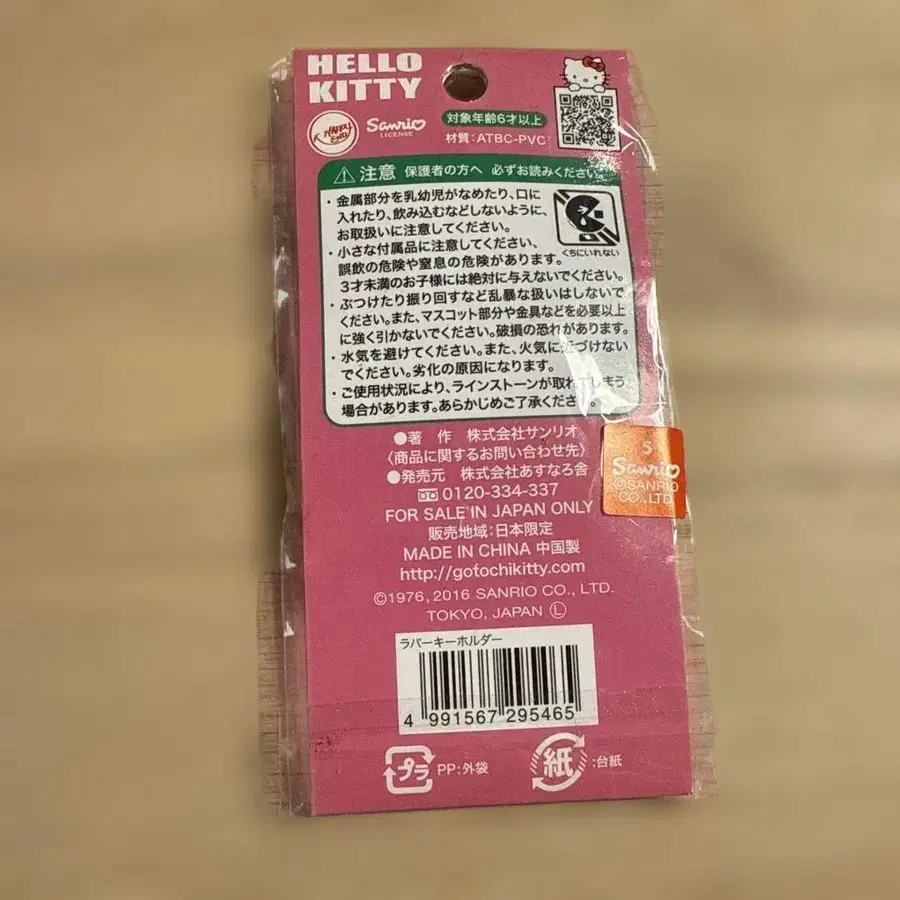 HELLO
KITTY
Sanrio
LICENSE
対象年齢6才以上
材質:ATBC-PVC
⚠注意 保護者の方へ 必ずお読みください。
・金属部分を乳幼児がなめたり、口に
入れたり、飲み込むなどしないように、
お取扱いに注意してください。
くちにいれない
・小さな付属品に注意してください、
誤飲の危険や窒息の危険があります。
3才未満のお子様には絶対に与えないでください。
・ぶつけたり振り回すなど乱暴な扱いはしないで
ください。また、マスコット部分や金具などを必要以上
に強く引かないでください。破損の恐れがあります。
・水気を避けてください。また、火気に近づけない
でください。劣化の原因になります。
・ご使用状況により、ラインストーンが取れてしまう
場合があります。あらかじめご了承ください。
●著 作 株式会社サンリオ
〈商品に関するお問い合わせ先〉
●発売元 株式会社あすなろ舎
0120-334-337
FOR SALE IN JAPAN ONLY
販売地域:日本限定
MADE IN CHINA 中国製
http://gotochikitty.com
©1976, 2016 SANRIO CO., LTD.
TOKYO, JAPAN Ⓛ
5
Sanrio
©SANRIO
CO., LTD.
ラバーキーホルダー
4 991567 295465
プラ PP:外袋
紙 :台紙